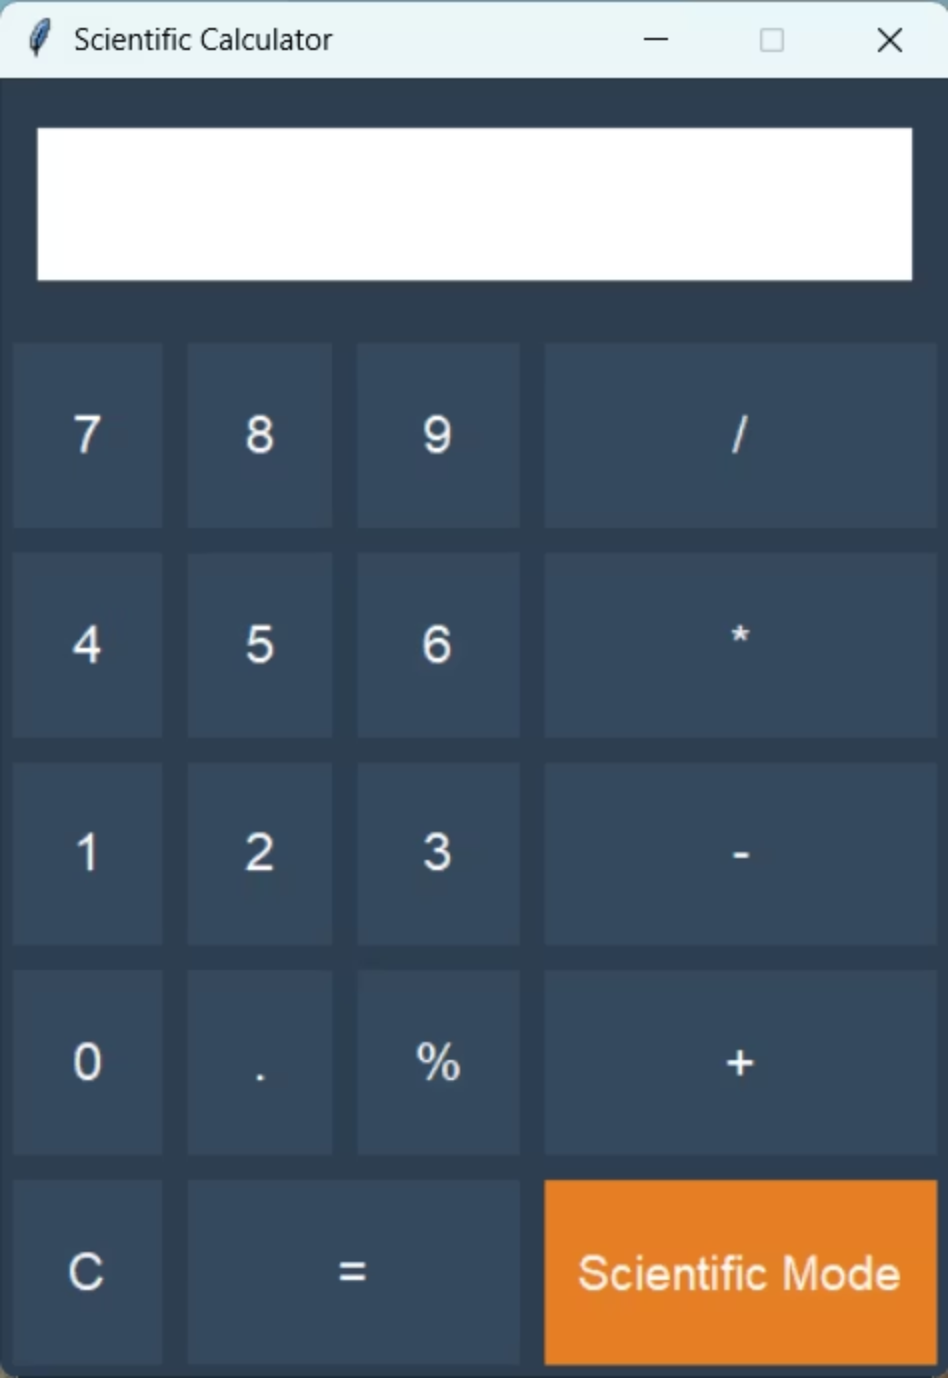 Scientific Calculator
7 8 9 /
4 5 6 *
1 2 3 -
0 . % +
C = Scientific Mode